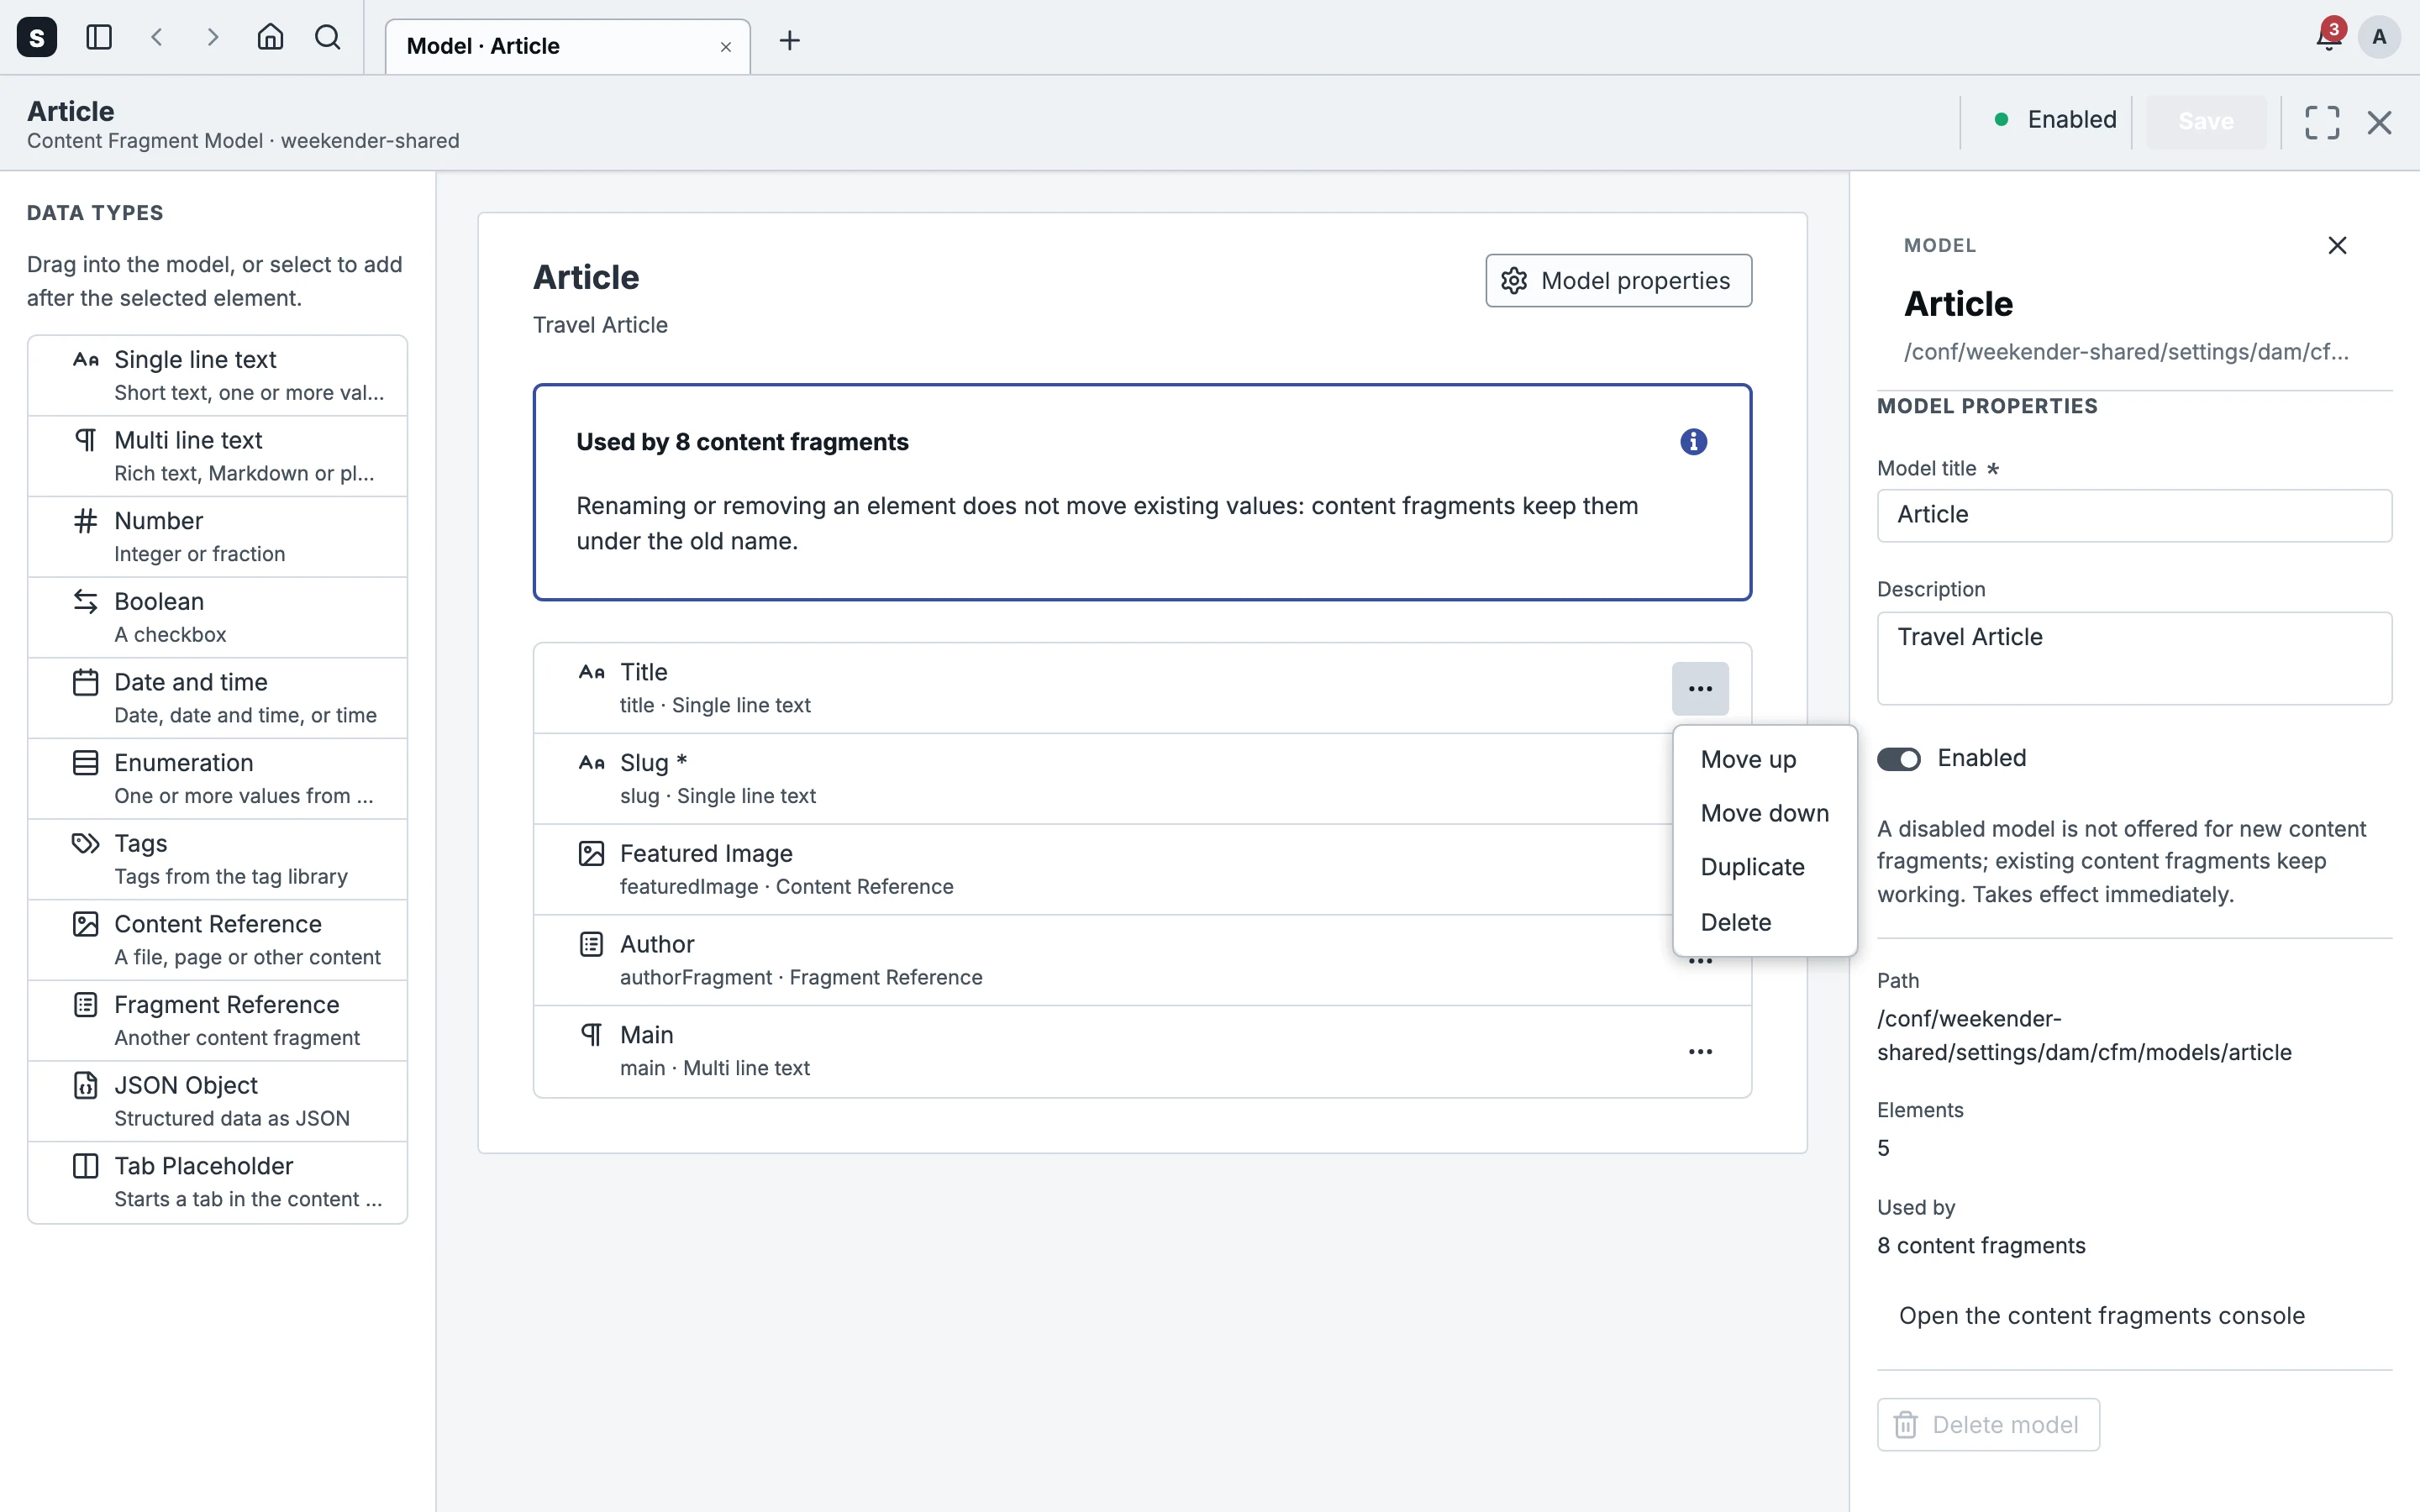 S
Model · Article
3
A
Article
Content Fragment Model · weekender-shared
Enabled
Save
DATA TYPES
Drag into the model, or select to add
after the selected element.
Single line text
Short text, one or more val...
Multi line text
Rich text, Markdown or pl...
Number
Integer or fraction
Boolean
A checkbox
Date and time
Date, date and time, or time
Enumeration
One or more values from ...
Tags
Tags from the tag library
Content Reference
A file, page or other content
Fragment Reference
Another content fragment
JSON Object
Structured data as JSON
Tab Placeholder
Starts a tab in the content ...
Article
Travel Article
Model properties
Used by 8 content fragments
Renaming or removing an element does not move existing values: content fragments keep them
under the old name.
Title
title · Single line text
Slug *
slug · Single line text
Featured Image
featuredImage · Content Reference
Author
authorFragment · Fragment Reference
Main
main · Multi line text
Move up
Move down
Duplicate
Delete
MODEL
Article
/conf/weekender-shared/settings/dam/cf...
MODEL PROPERTIES
Model title *
Article
Description
Travel Article
Enabled
A disabled model is not offered for new content
fragments; existing content fragments keep
working. Takes effect immediately.
Path
/conf/weekender-
shared/settings/dam/cfm/models/article
Elements
5
Used by
8 content fragments
Open the content fragments console
Delete model